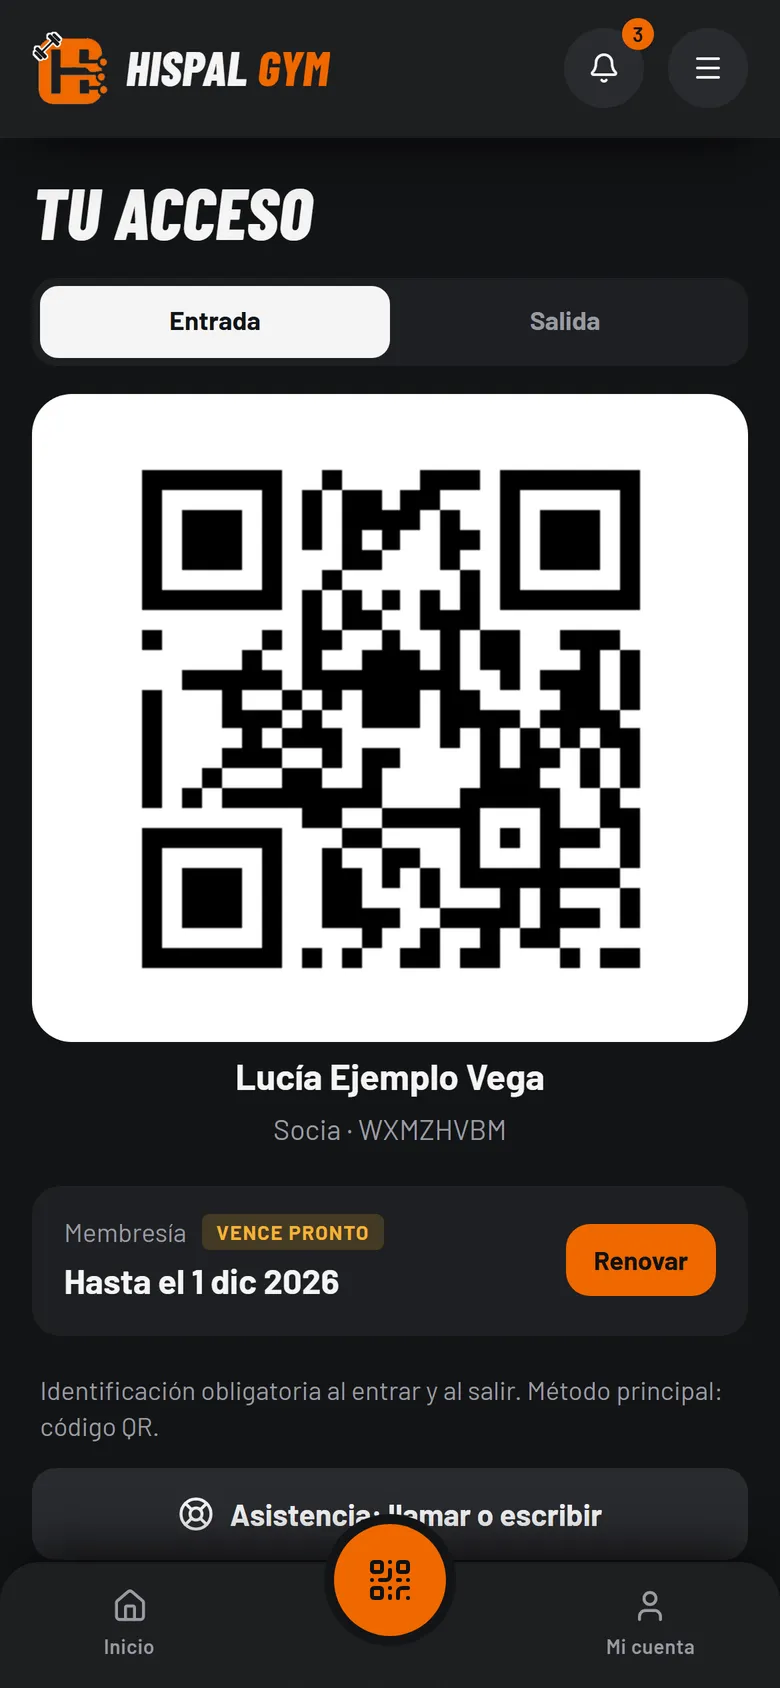 HISPAL GYM
3
TU ACCESO
Entrada
Salida
Lucía Ejemplo Vega
Socia · WXMZHVBM
Membresía
VENCE PRONTO
Hasta el 1 dic 2026
Renovar
Identificación obligatoria al entrar y al salir. Método principal:
código QR.
Asistencia: llamar o escribir
Inicio
Mi cuenta